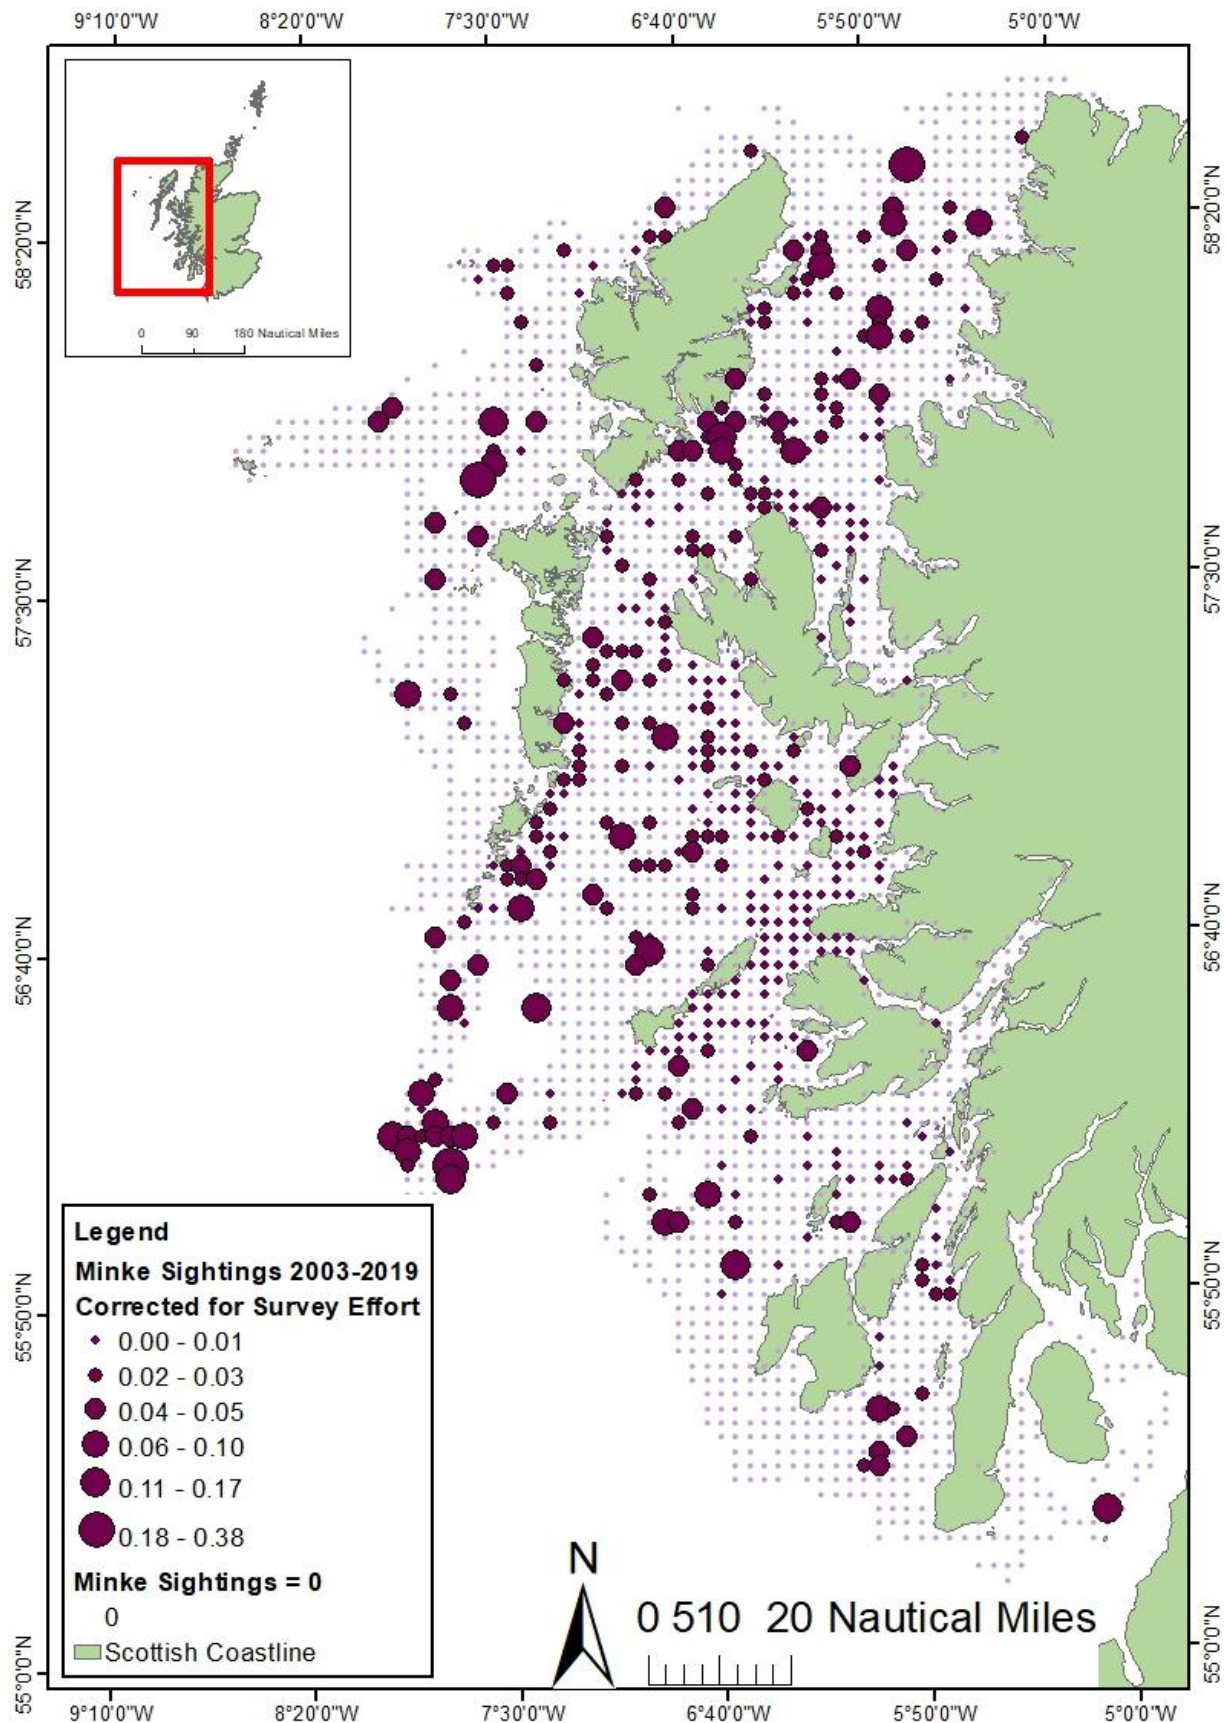 9°10'0"W 8°20'0"W 7°30'0"W 6°40'0"W 5°50'0"W 5°0'0"W
0 90 180 Nautical Miles
58°20'0"N
58°20'0"N
57°30'0"N
57°30'0"N
56°40'0"N
56°40'0"N
55°50'0"N
55°50'0"N
55°0'0"N
55°0'0"N
Legend
Minke Sightings 2003-2019
Corrected for Survey Effort
0.00 - 0.01
0.02 - 0.03
0.04 - 0.05
0.06 - 0.10
0.11 - 0.17
0.18 - 0.38
Minke Sightings = 0
0
Scottish Coastline
N
0 510 20 Nautical Miles
9°10'0"W 8°20'0"W 7°30'0"W 6°40'0"W 5°50'0"W 5°0'0"W